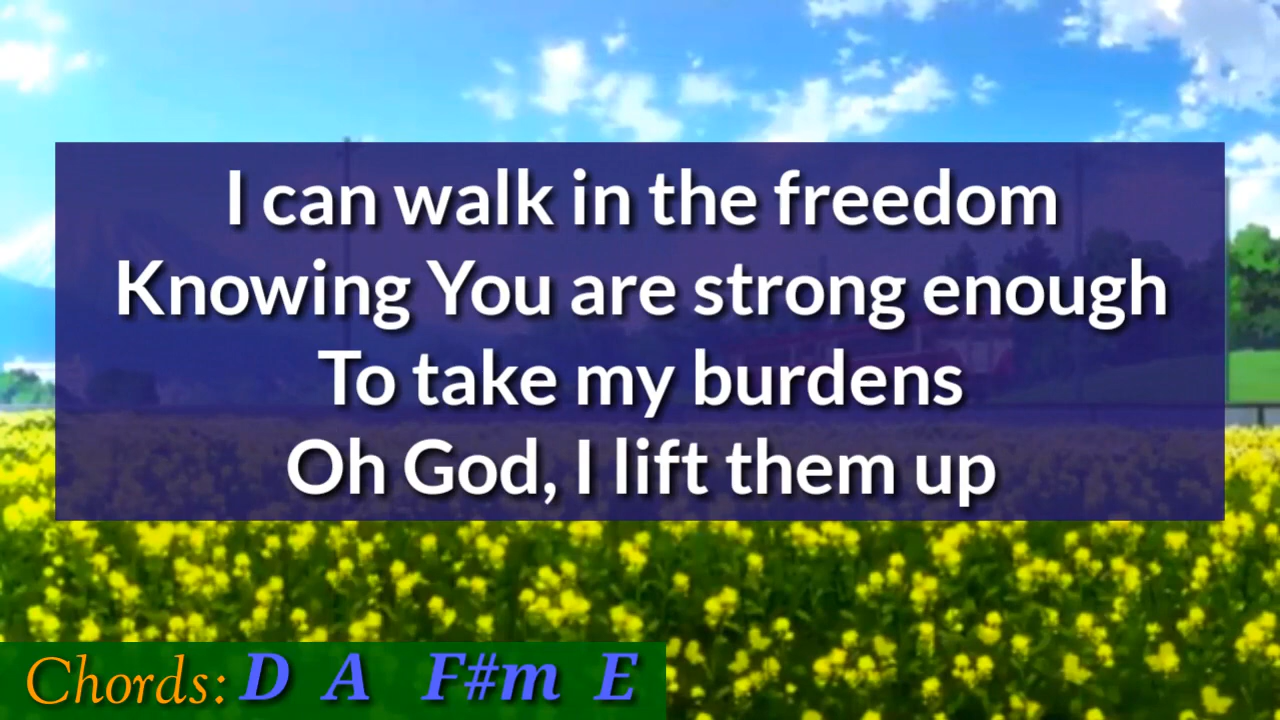 I can walk in the freedom
Knowing You are strong enough
To take my burdens
Oh God, I lift them up
Chords: D A F#m E